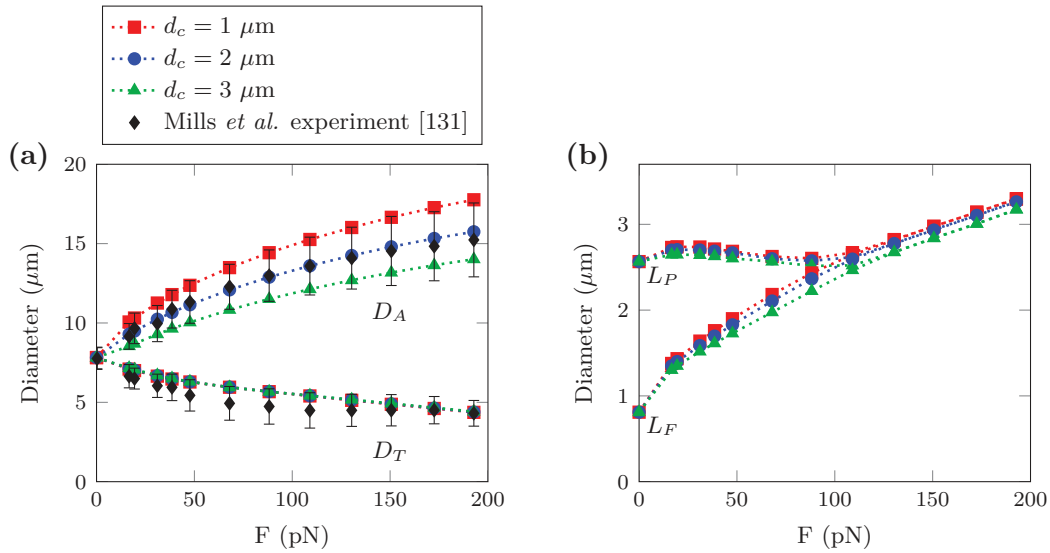 d_c = 1 μm
d_c = 2 μm
d_c = 3 μm
Mills et al. experiment [131]
(a)
20
15
10
5
0
Diameter (μm)
D_A
D_T
0 50 100 150 200
F (pN)
(b)
3
2
1
0
Diameter (μm)
L_P
L_F
0 50 100 150 200
F (pN)